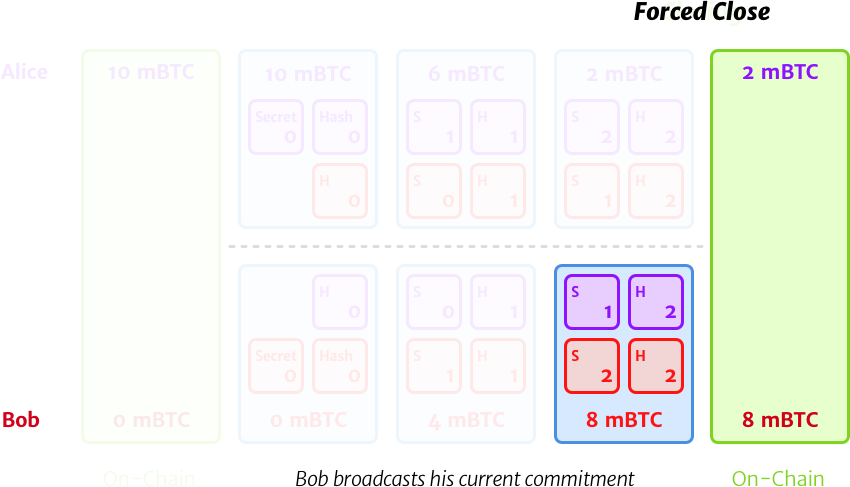 Forced Close
Alice
10 mBTC
10 mBTC
6 mBTC
2 mBTC
2 mBTC
Secret
0
Hash
0
S
1
H
1
S
2
H
2
H
0
S
0
H
1
S
1
H
2
H
0
S
0
H
1
S
1
H
2
Secret
0
Hash
0
S
1
H
1
S
2
H
2
Bob
0 mBTC
0 mBTC
4 mBTC
8 mBTC
8 mBTC
On-Chain
Bob broadcasts his current commitment
On-Chain